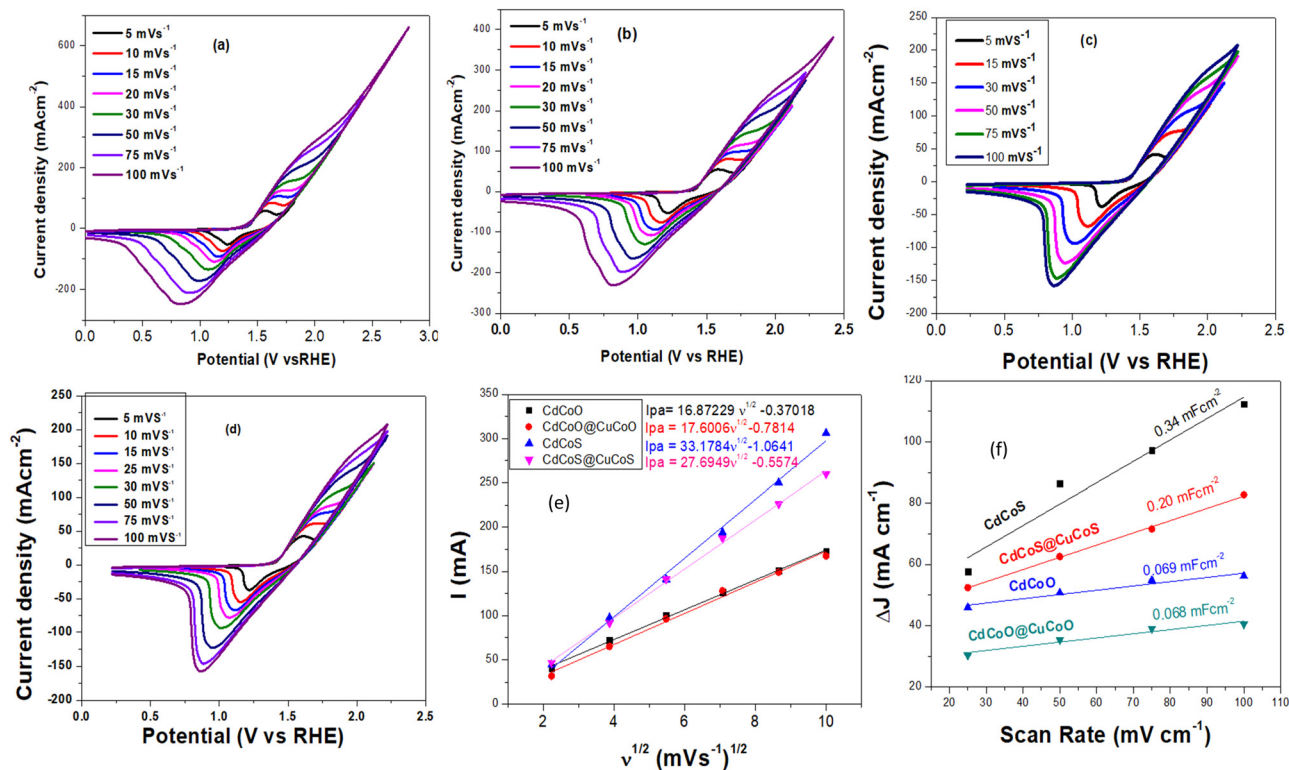 (a)
5 mVs⁻¹
10 mVs⁻¹
15 mVs⁻¹
20 mVs⁻¹
30 mVs⁻¹
50 mVs⁻¹
75 mVs⁻¹
100 mVs⁻¹
Current density (mAcm⁻²)
600
400
200
0
-200
0.0
0.5
1.0
1.5
2.0
2.5
3.0
Potential (V vsRHE)
(b)
5 mVs⁻¹
10 mVs⁻¹
15 mVs⁻¹
20 mVs⁻¹
30 mVs⁻¹
50 mVs⁻¹
75 mVs⁻¹
100 mVs⁻¹
Current density (mAcm⁻²)
400
300
200
100
0
-100
-200
-300
0.0
0.5
1.0
1.5
2.0
2.5
Potential (V vs RHE)
(c)
5 mVS⁻¹
15 mVS⁻¹
30 mVS⁻¹
50 mVS⁻¹
75 mVS⁻¹
100 mVS⁻¹
Current density (mA cm⁻²)
250
200
150
100
50
0
-50
-100
-150
-200
0.0
0.5
1.0
1.5
2.0
2.5
Potential (V vs RHE)
(d)
5 mVS⁻¹
10 mVS⁻¹
15 mVS⁻¹
25 mVS⁻¹
30 mVS⁻¹
50 mVS⁻¹
75 mVS⁻¹
100 mVS⁻¹
Current density (mA cm⁻²)
250
200
150
100
50
0
-50
-100
-150
-200
0.0
0.5
1.0
1.5
2.0
2.5
Potential (V vs RHE)
CdCoO Ipa= 16.87229 ν^1/2 -0.37018
CdCoO@CuCoO Ipa = 17.6006ν^1/2-0.7814
CdCoS Ipa = 33.1784ν^1/2-1.0641
CdCoS@CuCoS Ipa = 27.6949ν^1/2-0.5574
(e)
I (mA)
350
300
250
200
150
100
50
0
2
4
6
8
10
ν^1/2 (mVs⁻¹)^1/2
(f)
0.34 mFcm⁻²
CdCoS
0.20 mFcm⁻²
CdCoS@CuCoS
0.069 mFcm⁻²
CdCoO
0.068 mFcm⁻²
CdCoO@CuCoO
ΔJ (mA cm⁻¹)
120
100
80
60
40
20
20
30
40
50
60
70
80
90
100
110
Scan Rate (mV cm⁻¹)